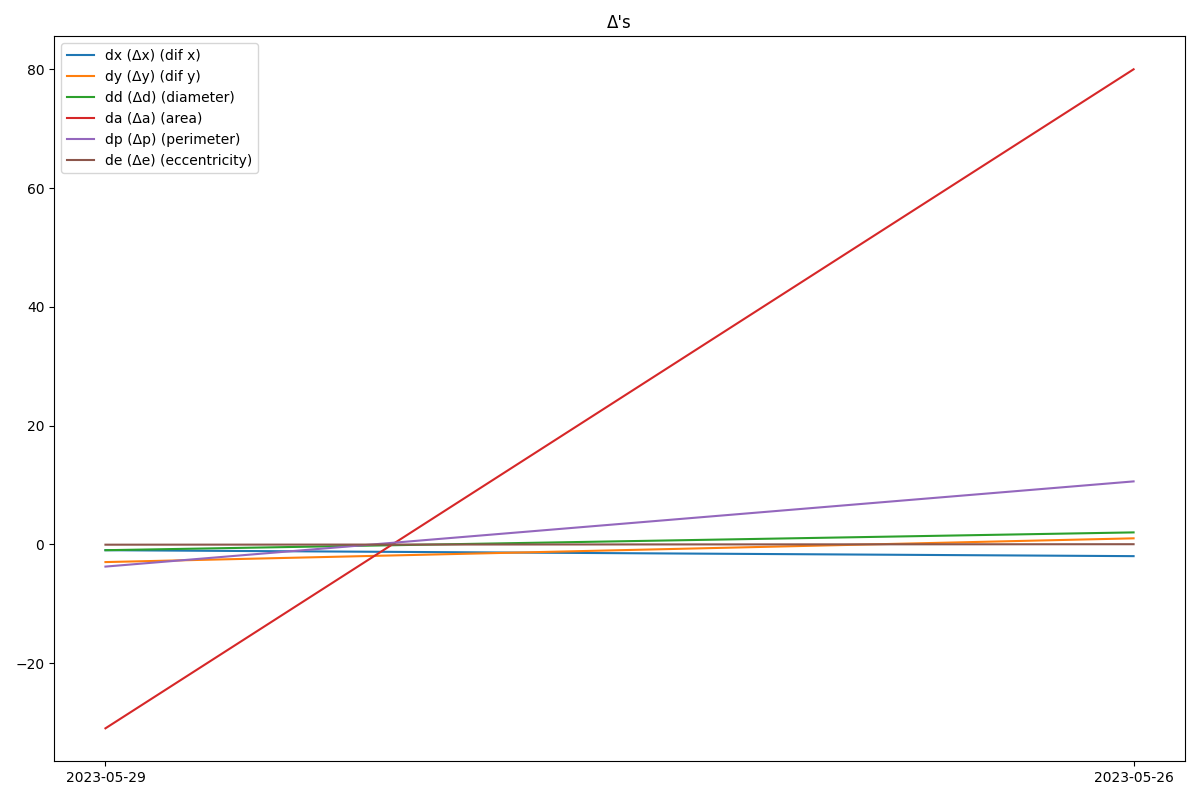 Δ's
dx (Δx) (dif x)
dy (Δy) (dif y)
dd (Δd) (diameter)
da (Δa) (area)
dp (Δp) (perimeter)
de (Δe) (eccentricity)
80
60
40
20
0
−20
2023-05-29 2023-05-26